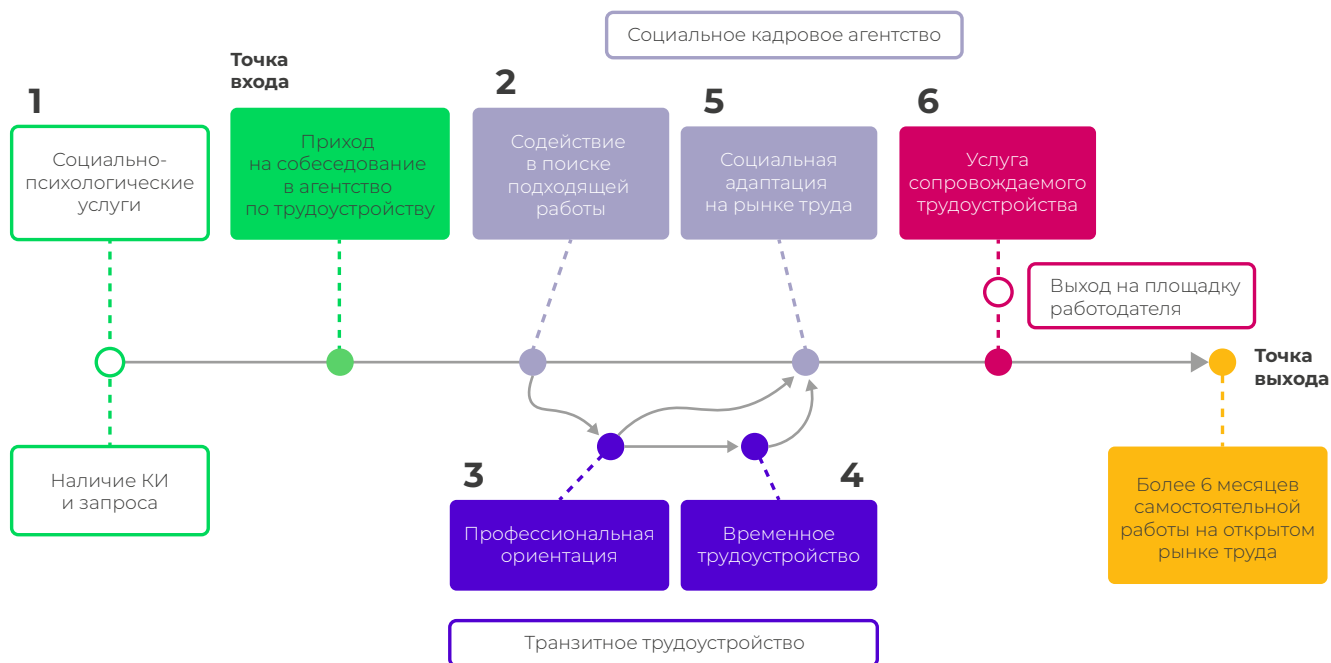 Социальное кадровое агентство
Точка
входа
1
2
5
6
Социально-
психологические
услуги
Приход
на собеседование
в агентство
по трудоустройству
Содействие
в поиске
подходящей
работы
Социальная
адаптация
на рынке труда
Услуга
сопровождаемого
трудоустройства
Выход на площадку
работодателя
Точка
выхода
Наличие КИ
и запроса
3
4
Профессиональная
ориентация
Временное
трудоустройство
Более 6 месяцев
самостоятельной
работы на открытом
рынке труда
Транзитное трудоустройство